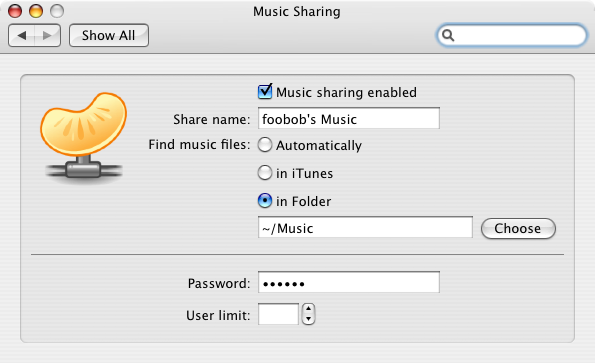 Music Sharing
Show All
Music sharing enabled
Share name: foobob's Music
Find music files: Automatically
in iTunes
in Folder
~/Music Choose
Password: ••••••
User limit: